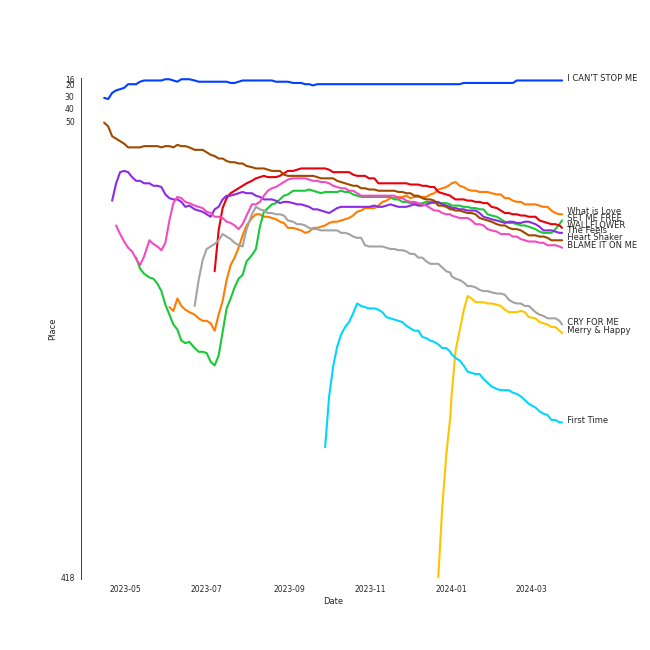 16
20
30
40
50
418
Place
2023-05
2023-07
2023-09
2023-11
2024-01
2024-03
Date
I CAN'T STOP ME
What is Love
SET ME FREE
WALLFLOWER
The Feels
Heart Shaker
BLAME IT ON ME
CRY FOR ME
Merry & Happy
First Time